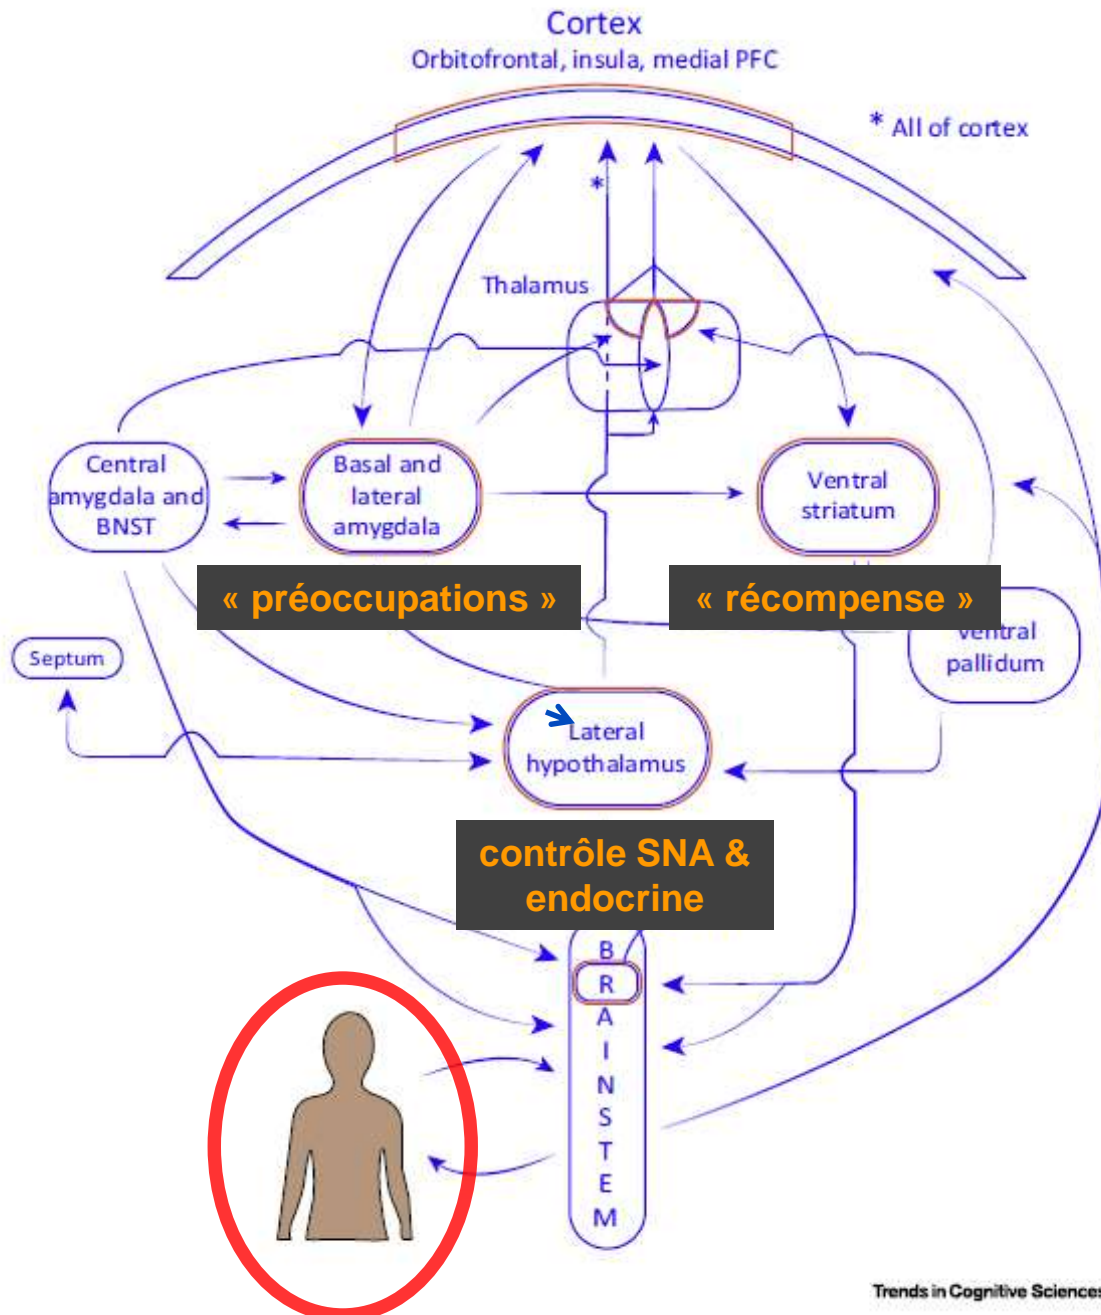 Cortex
Orbitofrontal, insula, medial PFC
* All of cortex
*
Thalamus
Central
amygdala and
BNST
Basal and
lateral
amygdala
Ventral
striatum
« préoccupations »
« récompense »
Septum
Ventral
pallidum
Lateral
hypothalamus
contrôle SNA &
endocrine
B
R
A
I
N
S
T
E
M
Trends in Cognitive Sciences